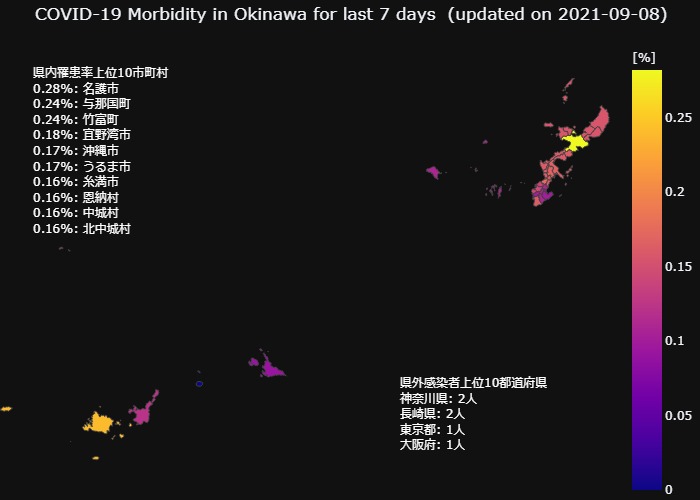 COVID-19 Morbidity in Okinawa for last 7 days (updated on 2021-09-08)
[%]
県内罹患率上位10市町村
0.28%: 名護市
0.24%: 与那国町
0.24%: 竹富町
0.18%: 宜野湾市
0.17%: 沖縄市
0.17%: うるま市
0.16%: 糸満市
0.16%: 恩納村
0.16%: 中城村
0.16%: 北中城村
0.25
0.2
0.15
0.1
0.05
0
県外感染者上位10都道府県
神奈川県: 2人
長崎県: 2人
東京都: 1人
大阪府: 1人